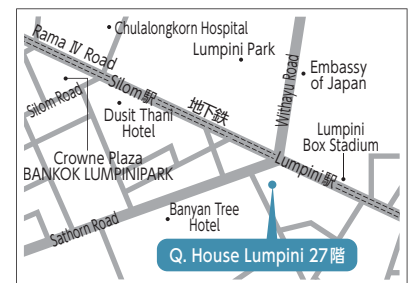 Chulalongkorn Hospital
Rama Ⅳ Road
Lumpini Park
Withayu Road
Embassy
of Japan
Silom駅
Silom Road
地下鉄
Dusit Thani
Hotel
Lumpini
Box Stadium
Crowne Plaza
BANKOK LUMPINIPARK
Lumpini駅
Banyan Tree
Hotel
Sathorn Road
Q. House Lumpini 27階